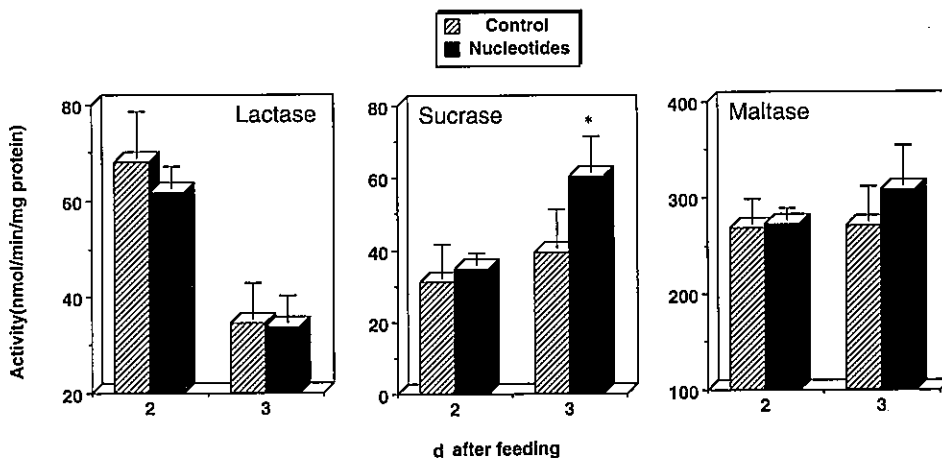 Control
Nucleotides
Lactase
Sucrase
Maltase
Activity(nmol/min/mg protein)
80
60
40
20
2
3
80
60
40
20
0
*
2
3
400
300
200
100
2
3
d after feeding